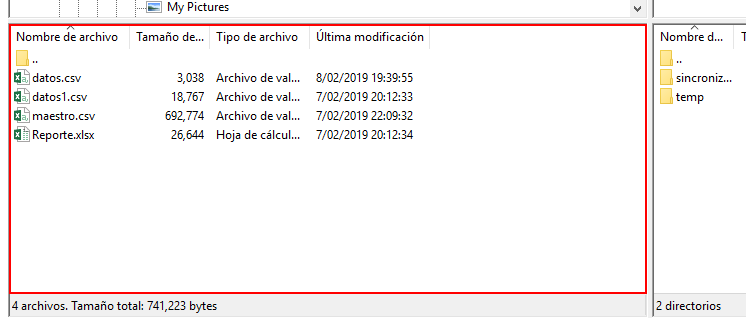 My Pictures
Nombre de archivo Tamaño de... Tipo de archivo Última modificación
..
datos.csv 3,038 Archivo de val... 8/02/2019 19:39:55
datos1.csv 18,767 Archivo de val... 7/02/2019 20:12:33
maestro.csv 692,774 Archivo de val... 7/02/2019 22:09:32
Reporte.xlsx 26,644 Hoja de cálcul... 7/02/2019 20:12:34
4 archivos. Tamaño total: 741,223 bytes
Nombre d... T
..
sincroniz...
temp
2 directorios